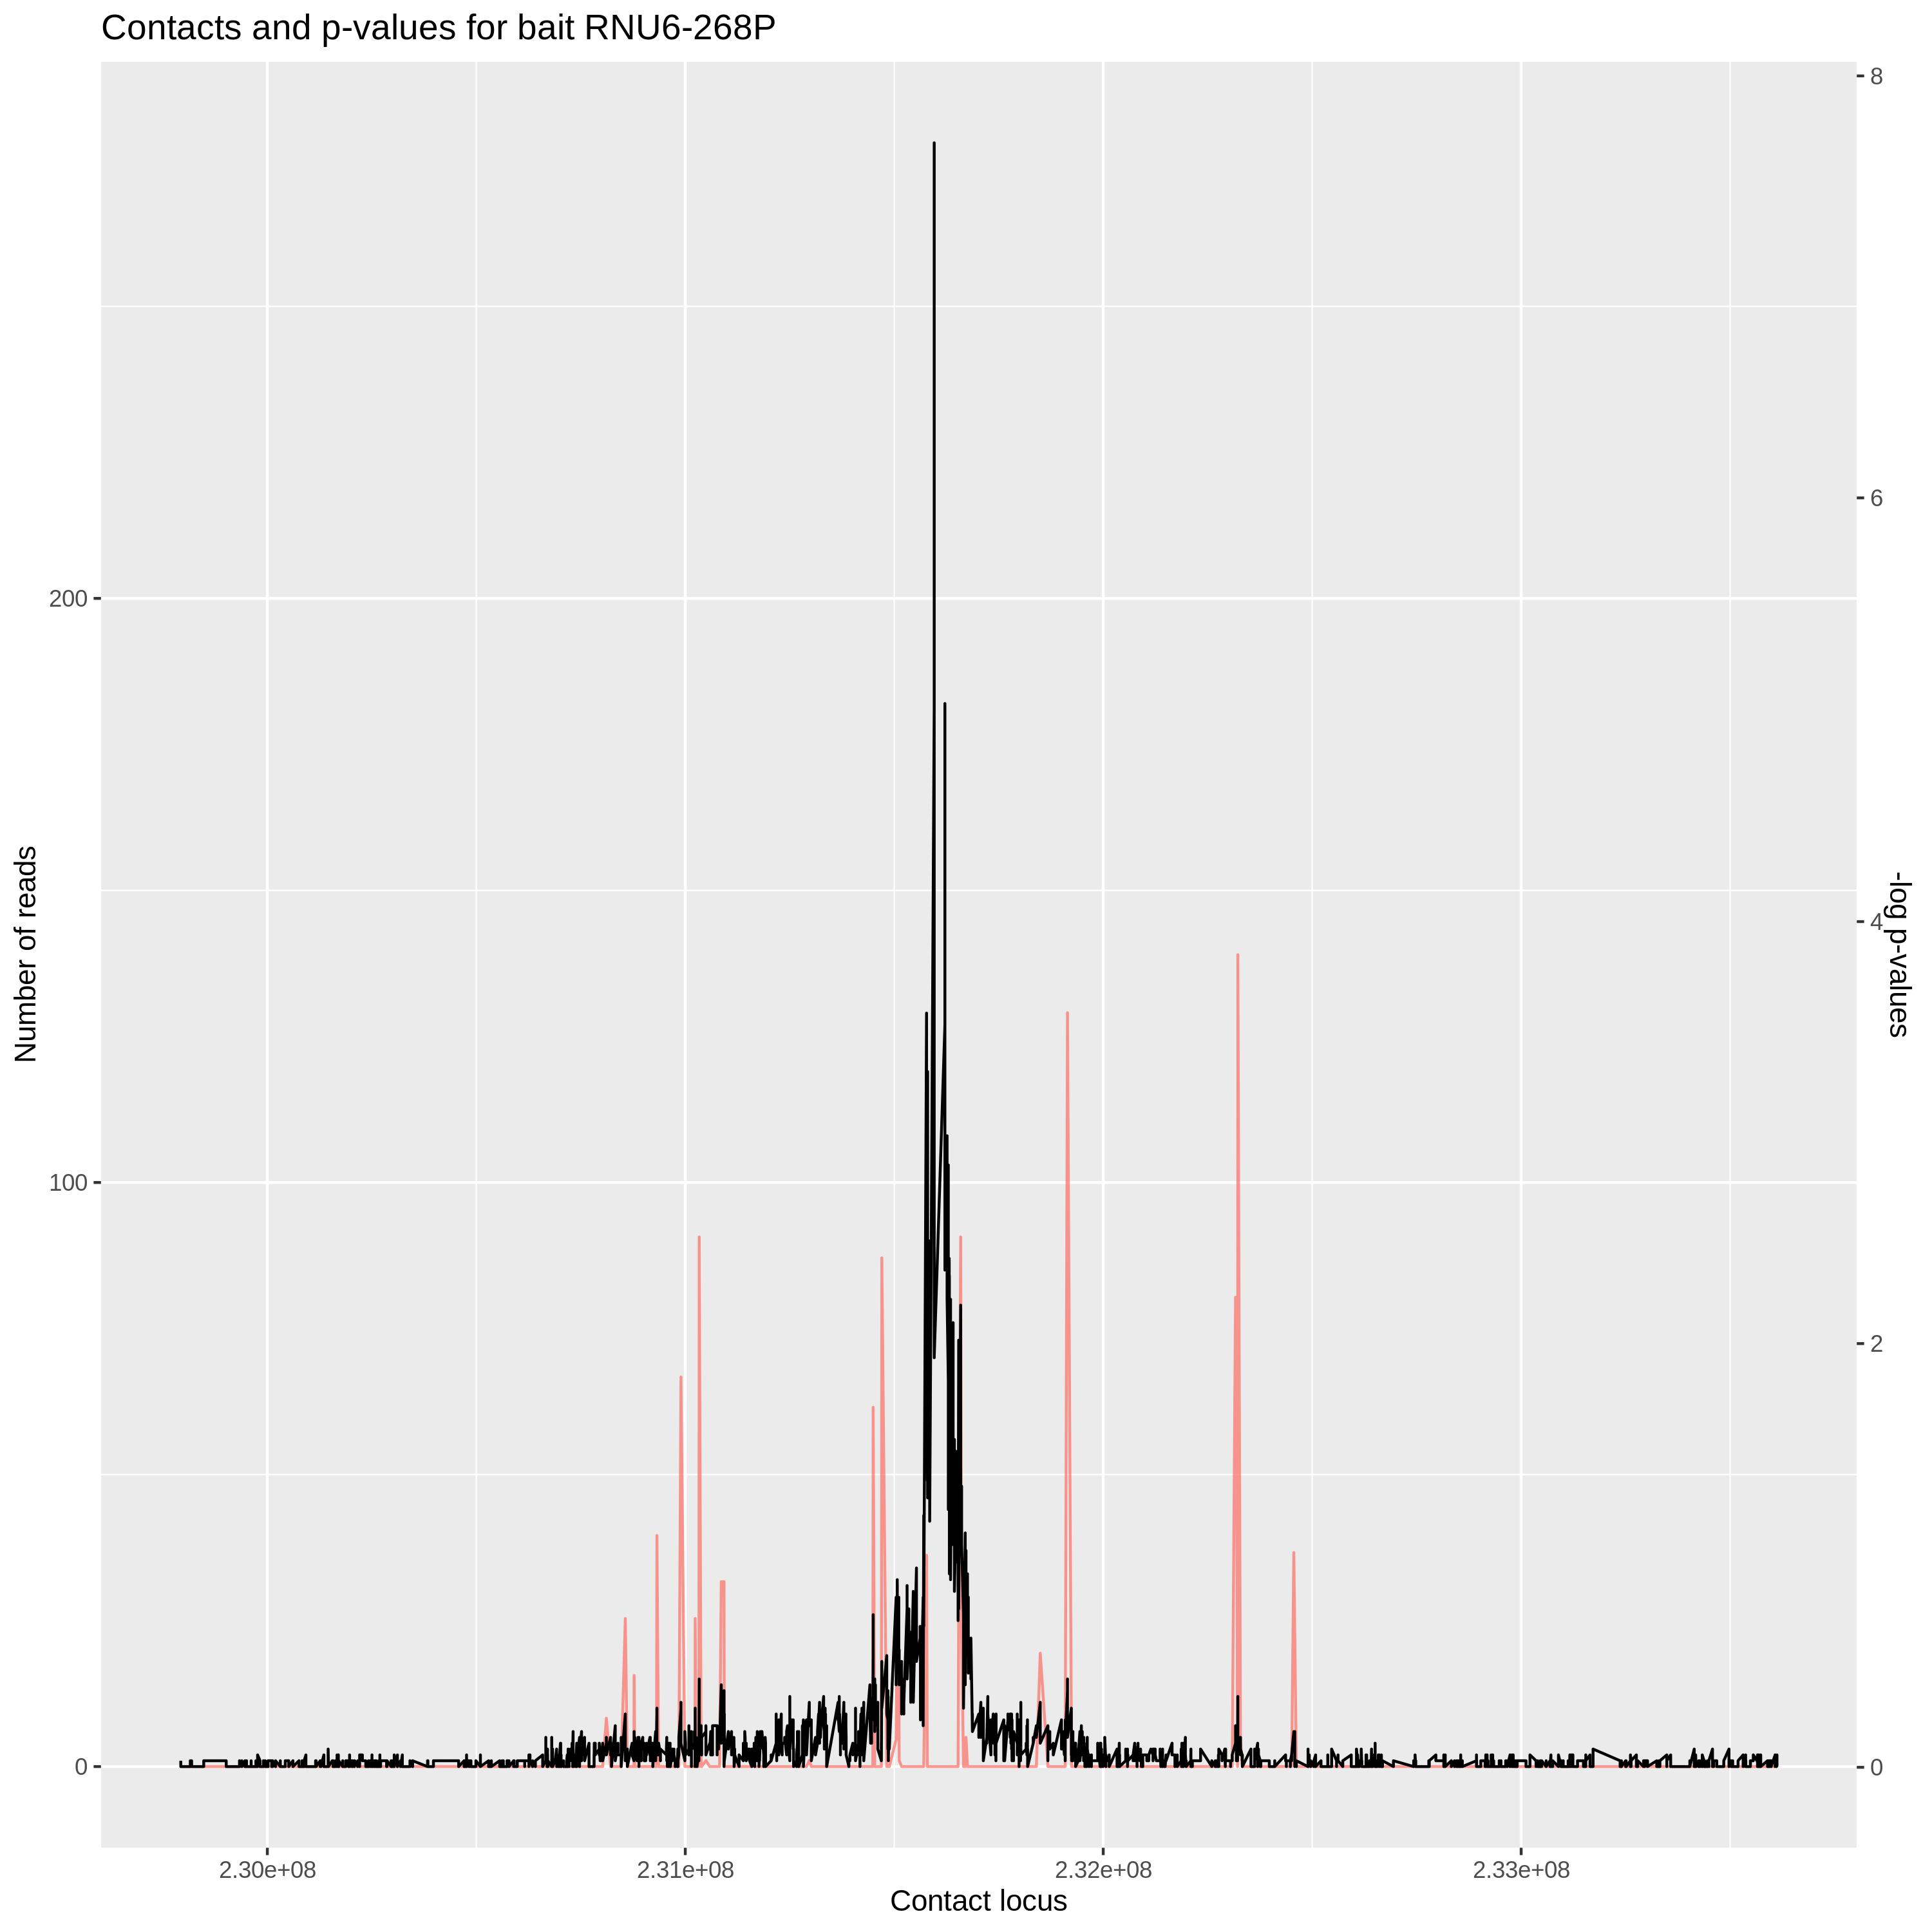 Contacts and p-values for bait RNU6-268P
Number of reads
200
100
0
8
6
4
2
0
-log p-values
2.30e+08
2.31e+08
2.32e+08
2.33e+08
Contact locus